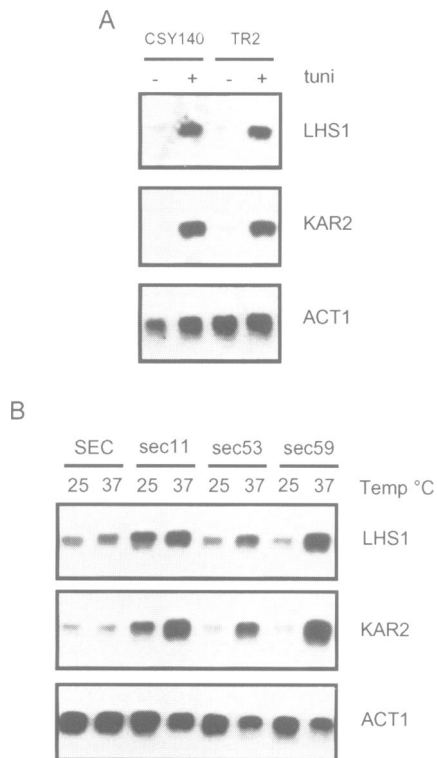 A
CSY140 TR2
- + - + tuni
LHS1
KAR2
ACT1
B
SEC sec11 sec53 sec59
25 37 25 37 25 37 25 37 Temp °C
LHS1
KAR2
ACT1